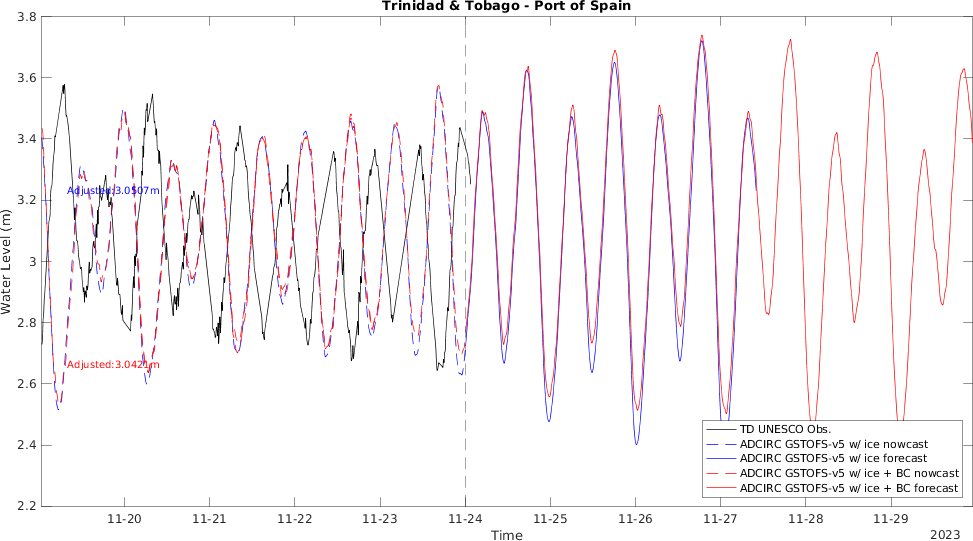 Trinidad & Tobago - Port of Spain
3.8
3.6
3.4
3.2
3
2.8
2.6
2.4
2.2
Water Level (m)
Adjusted:3.0507m
Adjusted:3.0421m
TD UNESCO Obs.
ADCIRC GSTOFS-v5 w/ ice nowcast
ADCIRC GSTOFS-v5 w/ ice forecast
ADCIRC GSTOFS-v5 w/ ice + BC nowcast
ADCIRC GSTOFS-v5 w/ ice + BC forecast
11-20 11-21 11-22 11-23 11-24 11-25 11-26 11-27 11-28 11-29
Time
2023